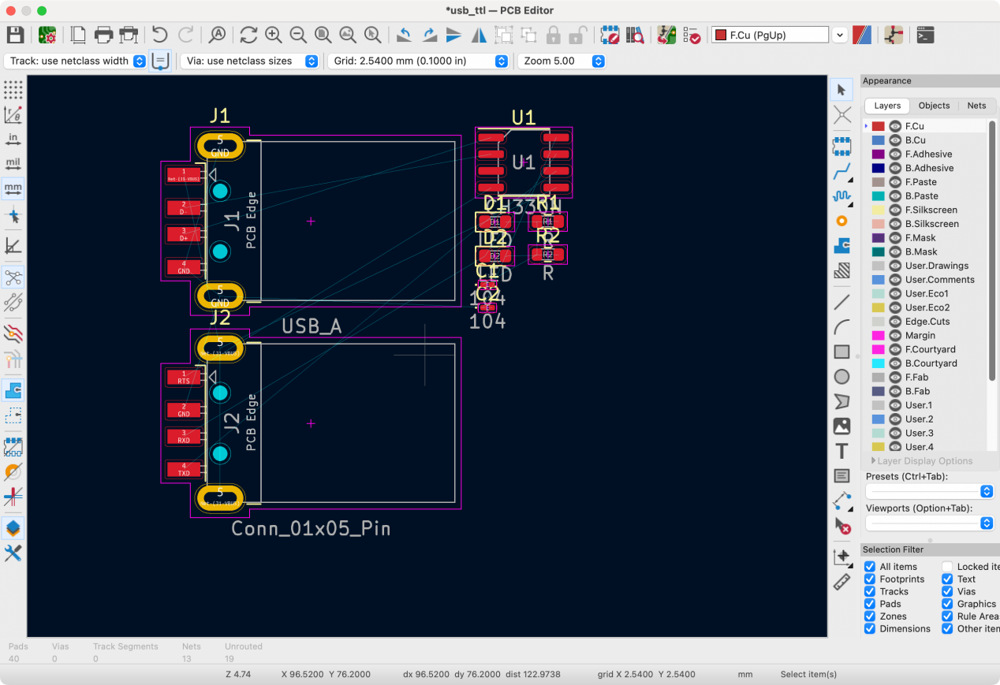 *usb_ttl — PCB Editor
F.Cu (PgUp)
Track: use netclass width
Via: use netclass sizes
Grid: 2.5400 mm (0.1000 in)
Zoom 5.00
in
mil
mm
J1
5
GND
1
Net-(J1-VBUS)
2
D-
3
D+
4
GND
J1
PCB Edge
5
GND
USB_A
J2
5
Net-(J1-VBUS)
1
RTS
2
GND
3
RXD
4
TXD
J2
PCB Edge
5
Net-(J1-VBUS)
Conn_01x05_Pin
U1
U1
CH330N
D1
D1
R1
R1
R
D2
D2
LED
R2
R2
R
C1
C2
104
104
Appearance
Layers Objects Nets
F.Cu
B.Cu
F.Adhesive
B.Adhesive
F.Paste
B.Paste
F.Silkscreen
B.Silkscreen
F.Mask
B.Mask
User.Drawings
User.Comments
User.Eco1
User.Eco2
Edge.Cuts
Margin
F.Courtyard
B.Courtyard
F.Fab
B.Fab
User.1
User.2
User.3
User.4
Layer Display Options
Presets (Ctrl+Tab):
Viewports (Option+Tab):
Selection Filter
All items Locked ite
Footprints Text
Tracks Vias
Pads Graphics
Zones Rule Area
Dimensions Other item
Pads Vias Track Segments Nets Unrouted
40 0 0 13 19
Z 4.74 X 96.5200 Y 76.2000 dx 96.5200 dy 76.2000 dist 122.9738 grid X 2.5400 Y 2.5400 mm Select item(s)